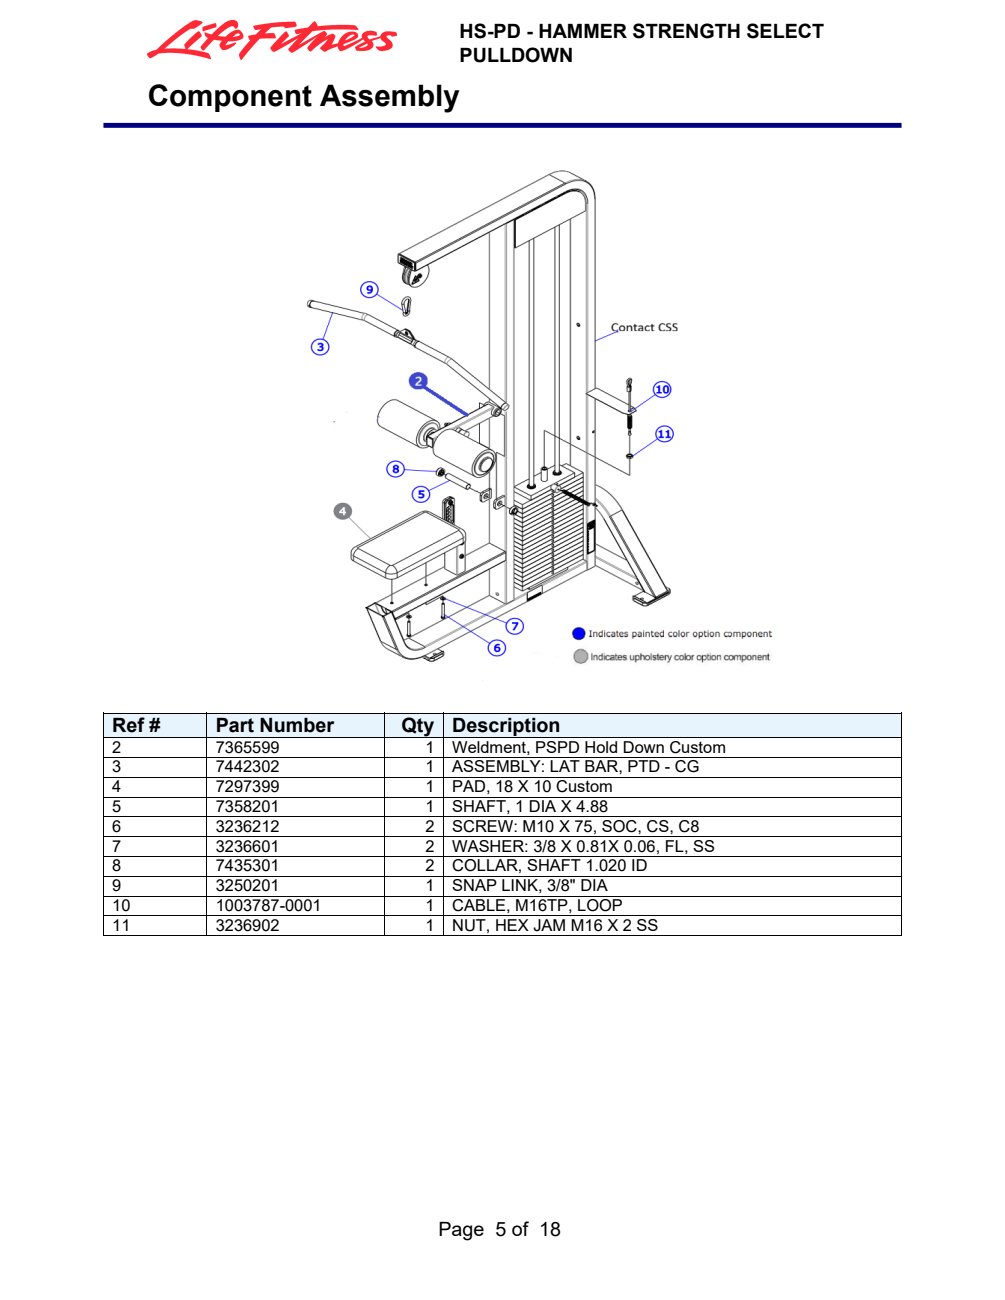 Life Fitness
HS-PD - HAMMER STRENGTH SELECT
PULLDOWN
Component Assembly
9
3
Contact CSS
2
10
11
8
5
4
7
6
Indicates painted color option component
Indicates upholstery color option component
Ref # Part Number Qty Description
2 7365599 1 Weldment, PSPD Hold Down Custom
3 7442302 1 ASSEMBLY: LAT BAR, PTD - CG
4 7297399 1 PAD, 18 X 10 Custom
5 7358201 1 SHAFT, 1 DIA X 4.88
6 3236212 2 SCREW: M10 X 75, SOC, CS, C8
7 3236601 2 WASHER: 3/8 X 0.81X 0.06, FL, SS
8 7435301 2 COLLAR, SHAFT 1.020 ID
9 3250201 1 SNAP LINK, 3/8" DIA
10 1003787-0001 1 CABLE, M16TP, LOOP
11 3236902 1 NUT, HEX JAM M16 X 2 SS
Page 5 of 18